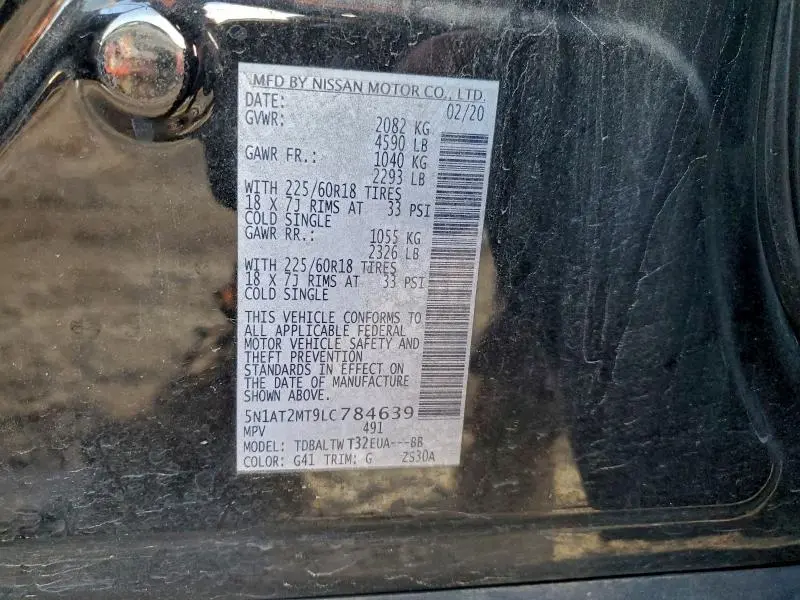 MFD BY NISSAN MOTOR CO., LTD.
DATE: 02/20
GVWR: 2082 KG
4590 LB
GAWR FR.: 1040 KG
2293 LB
WITH 225/60R18 TIRES
18 X 7J RIMS AT 33 PSI
COLD SINGLE
GAWR RR.: 1055 KG
2326 LB
WITH 225/60R18 TIRES
18 X 7J RIMS AT 33 PSI
COLD SINGLE
THIS VEHICLE CONFORMS TO
ALL APPLICABLE FEDERAL
MOTOR VEHICLE SAFETY AND
THEFT PREVENTION
STANDARDS IN EFFECT ON
THE DATE OF MANUFACTURE
SHOWN ABOVE.
5N1AT2MT9LC784639
MPV 491
MODEL: TDBALTW T32EUA---BB
COLOR: G41 TRIM: G ZS30A